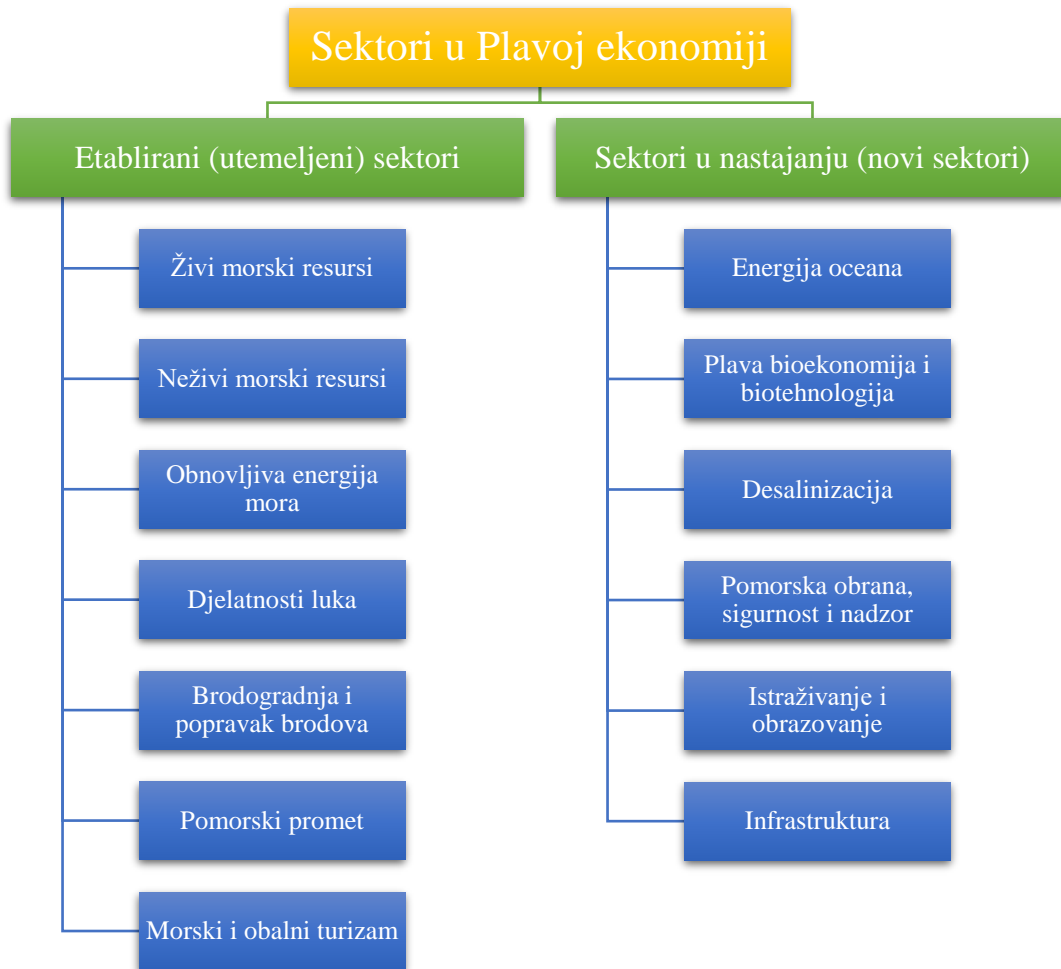 Sektori u Plavoj ekonomiji
Etablirani (utemeljeni) sektori
Živi morski resursi
Neživi morski resursi
Obnovljiva energija
mora
Djelatnosti luka
Brodogradnja i
popravak brodova
Pomorski promet
Morski i obalni turizam
Sektori u nastajanju (novi sektori)
Energija oceana
Plava bioekonomija i
biotehnologija
Desalinizacija
Pomorska obrana,
sigurnost i nadzor
Istraživanje i
obrazovanje
Infrastruktura